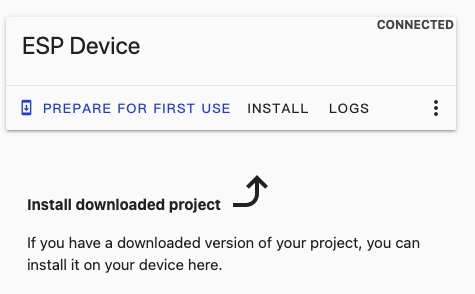 CONNECTED
ESP Device
PREPARE FOR FIRST USE INSTALL LOGS
Install downloaded project
If you have a downloaded version of your project, you can
install it on your device here.